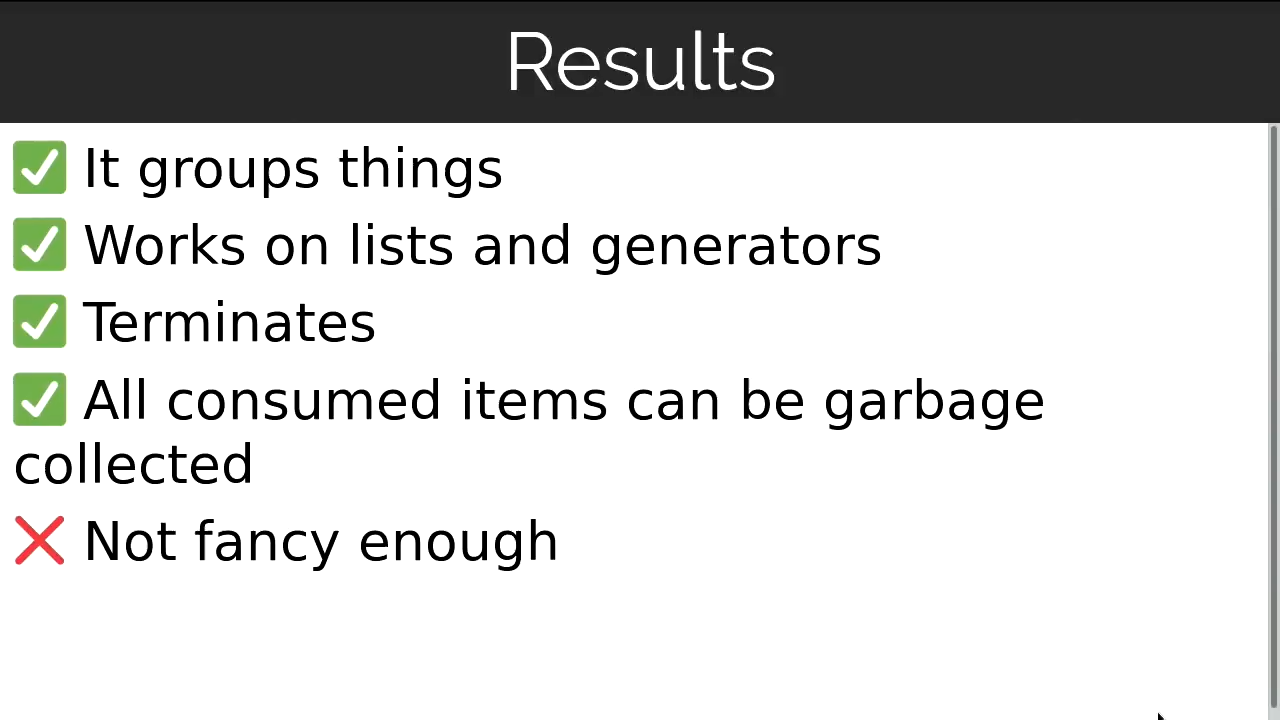 Results
✅ It groups things
✅ Works on lists and generators
✅ Terminates
✅ All consumed items can be garbage
collected
❌ Not fancy enough